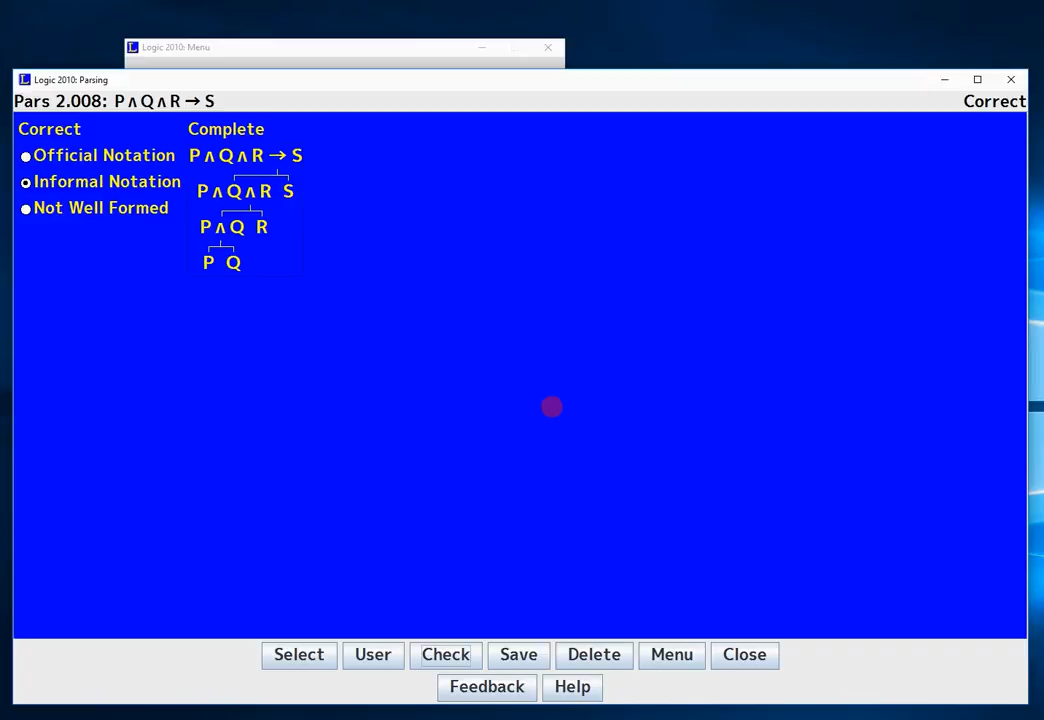 Logic 2010: Menu
Logic 2010: Parsing
Pars 2.008: P∧Q∧R → S Correct
Correct Complete
Official Notation P∧Q∧R → S
Informal Notation P∧Q∧R S
Not Well Formed
P∧Q R
P Q
Select User Check Save Delete Menu Close
Feedback Help